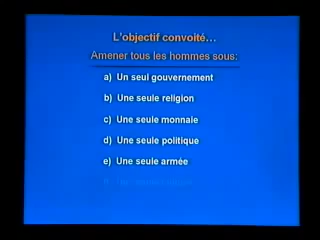 L'objectif convoité...
Amener tous les hommes sous:
a) Un seul gouvernement
b) Une seule religion
c) Une seule monnaie
d) Une seule politique
e) Une seule armée